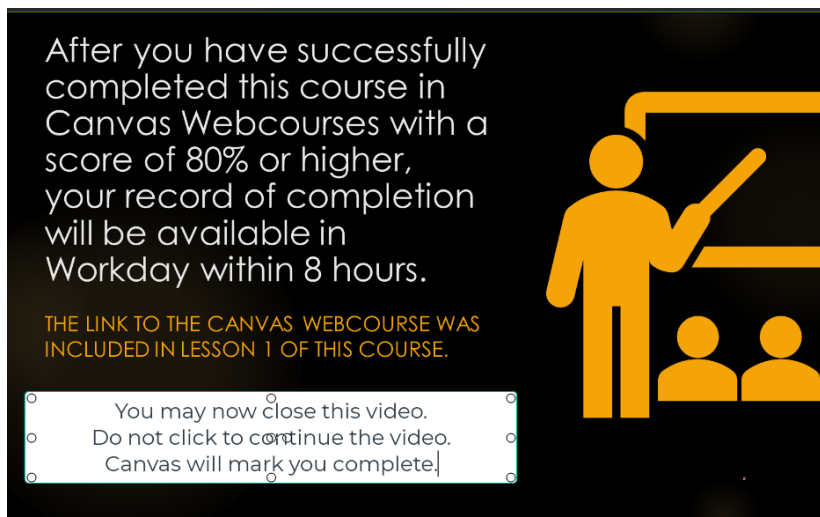 After you have successfully
completed this course in
Canvas Webcourses with a
score of 80% or higher,
your record of completion
will be available in
Workday within 8 hours.
THE LINK TO THE CANVAS WEBCOURSE WAS
INCLUDED IN LESSON 1 OF THIS COURSE.
You may now close this video.
Do not click to continue the video.
Canvas will mark you complete.